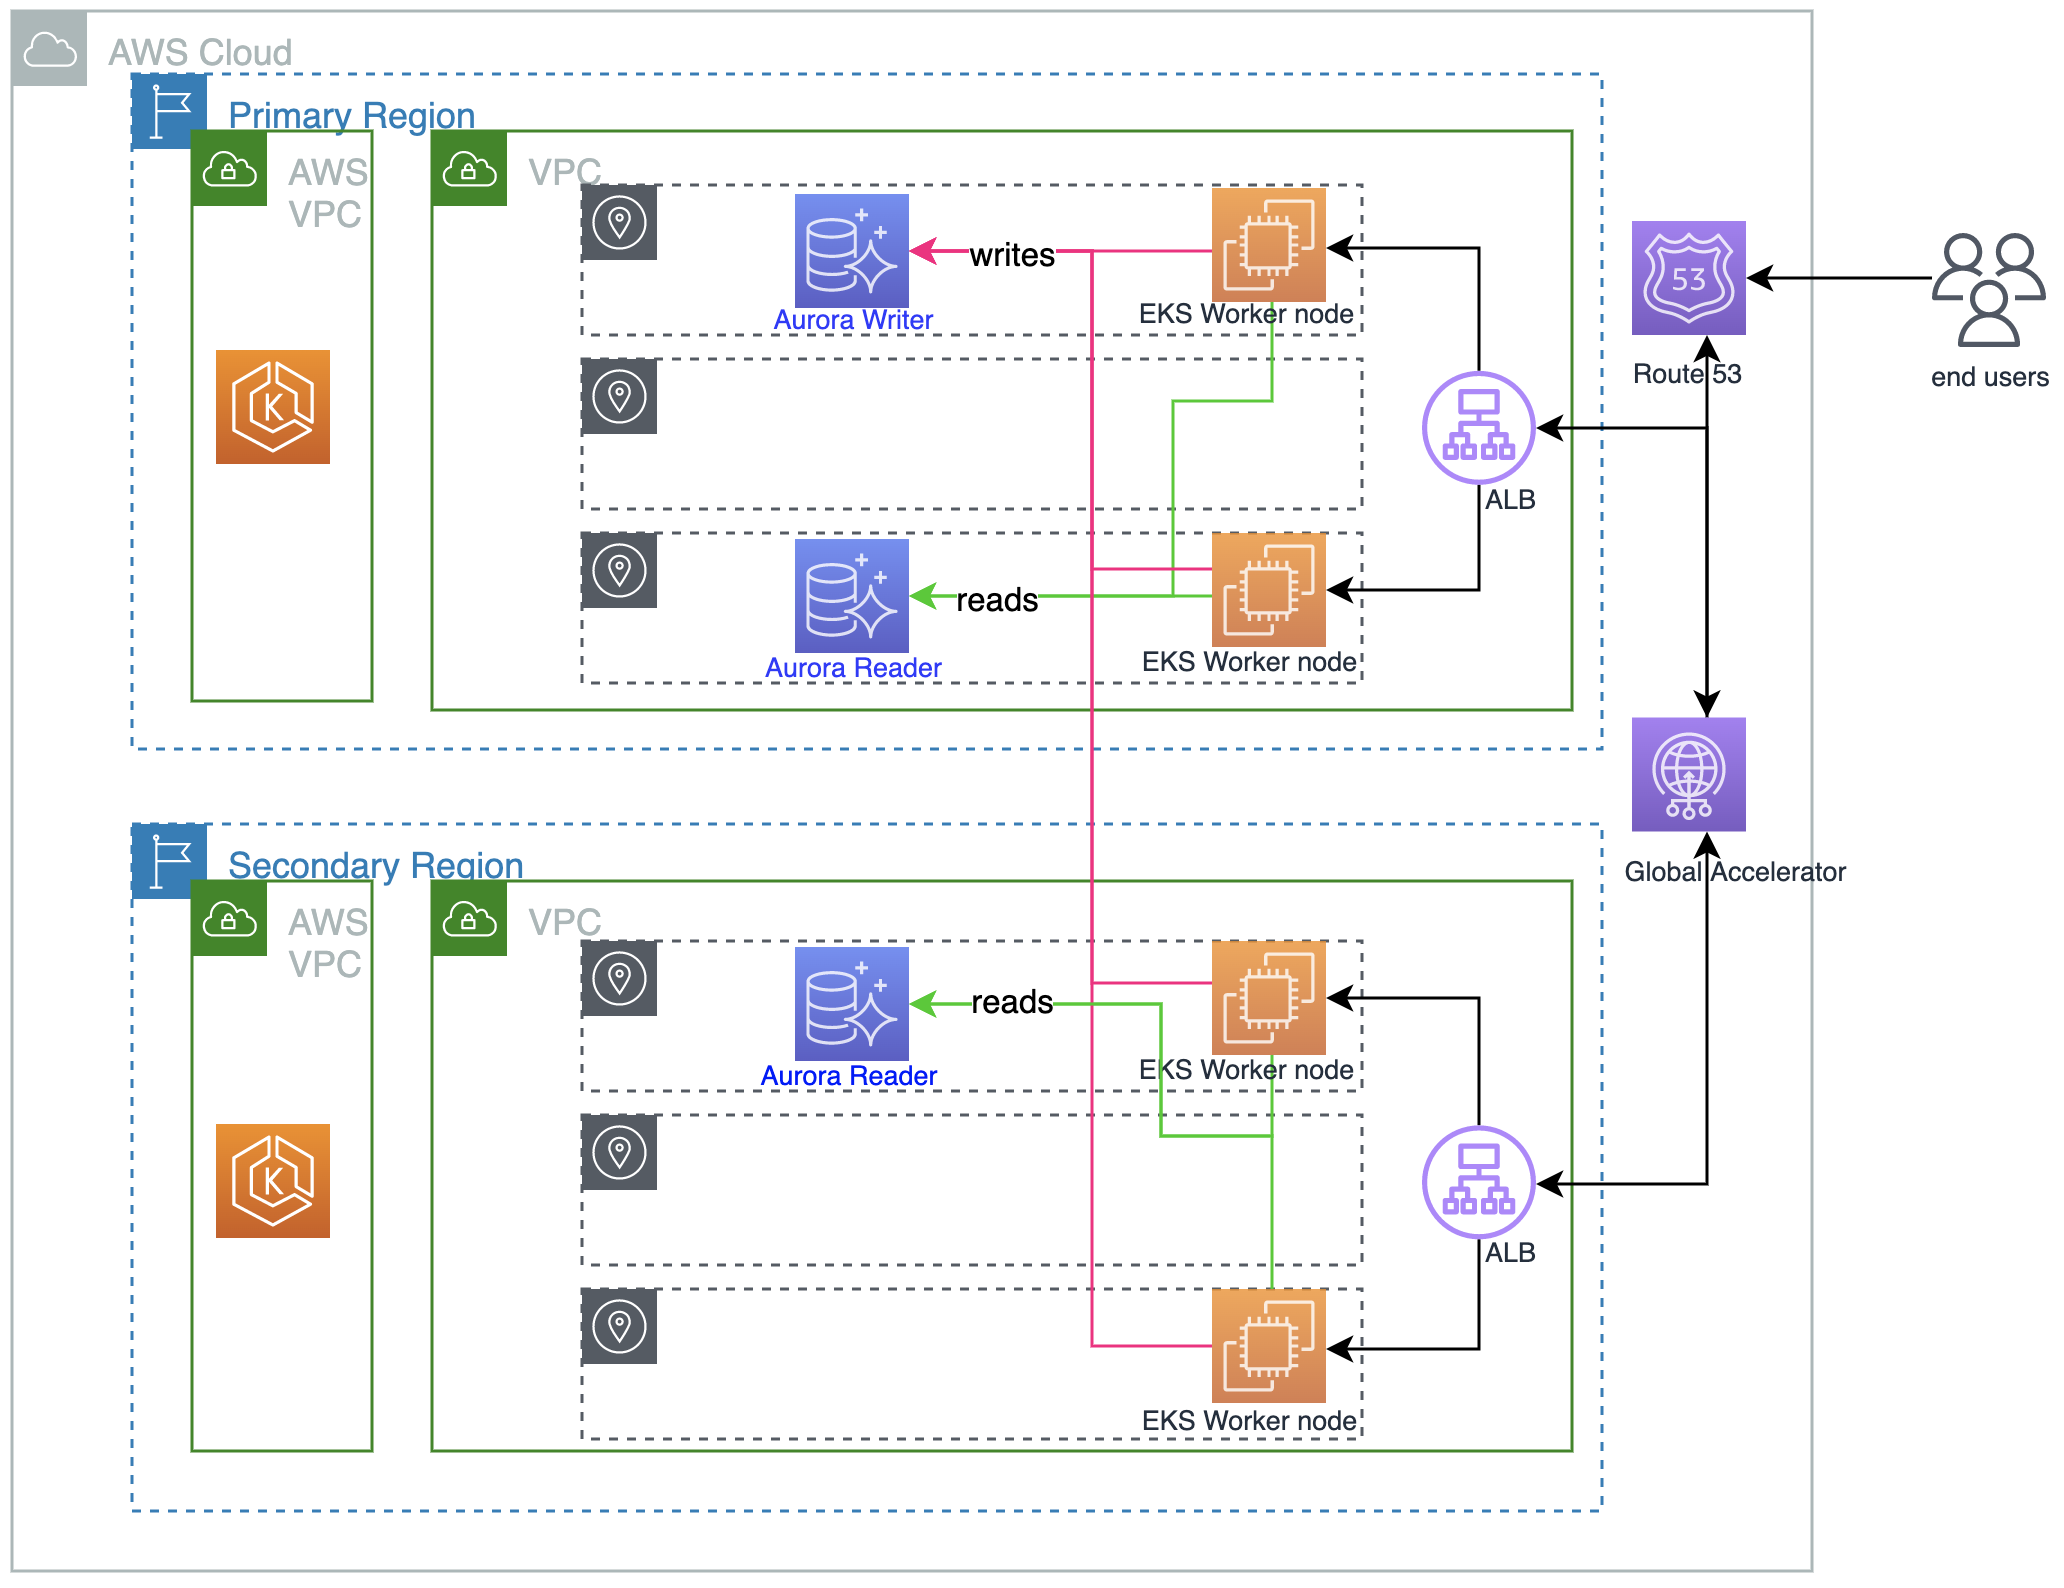 AWS Cloud
Primary Region
AWS
VPC
VPC
writes
Aurora Writer
EKS Worker node
K
53
Route 53
end users
ALB
reads
Aurora Reader
EKS Worker node
Global Accelerator
Secondary Region
AWS
VPC
VPC
reads
Aurora Reader
EKS Worker node
K
ALB
EKS Worker node